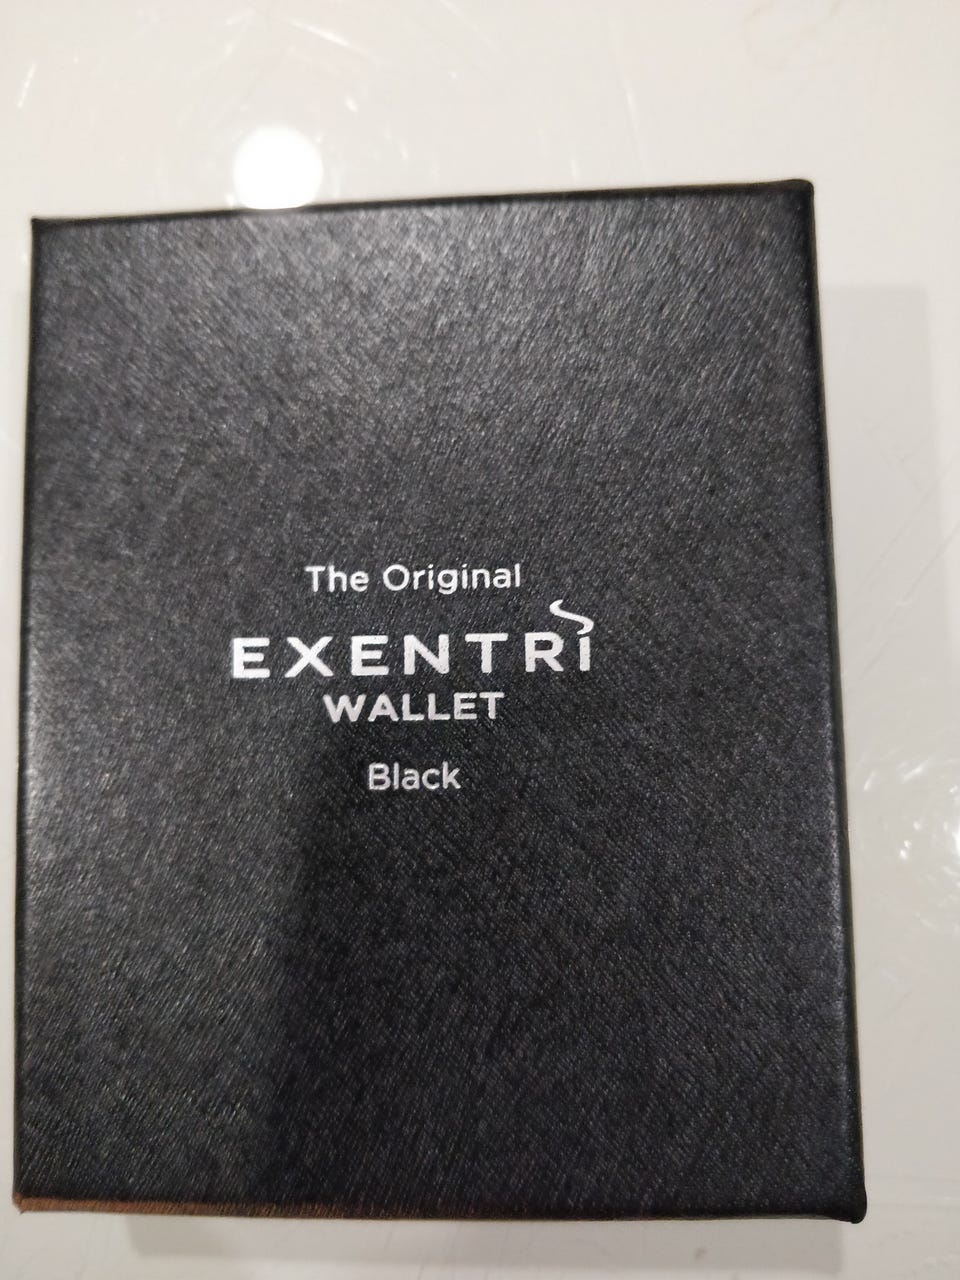 The Original
EXENTRI
WALLET
Black